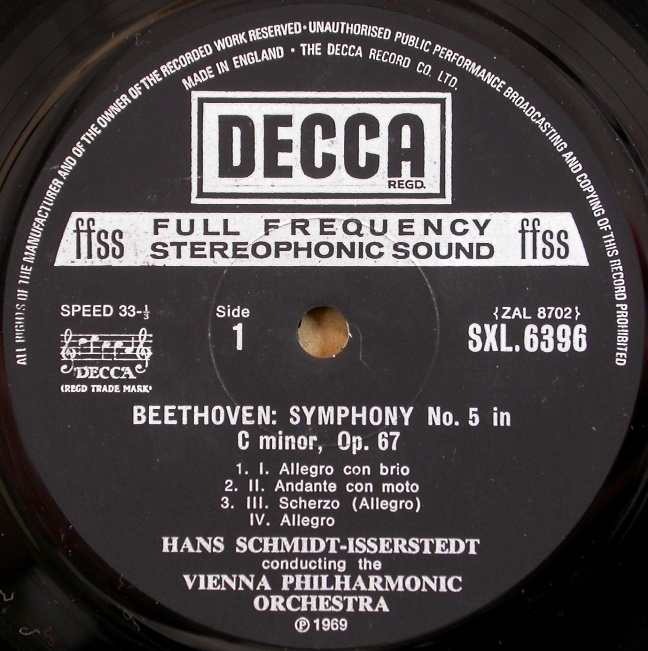 ALL RIGHTS OF THE MANUFACTURER AND OF THE OWNER OF THE RECORDED WORK RESERVED · UNAUTHORISED PUBLIC PERFORMANCE BROADCASTING AND COPYING OF THIS RECORD PROHIBITED
MADE IN ENGLAND · THE DECCA RECORD CO. LTD.
DECCA
REGD.
ffss FULL FREQUENCY STEREOPHONIC SOUND ffss
SPEED 33-⅓
Side
1
{ZAL 8702}
SXL.6396
DECCA
(REGD TRADE MARK)
BEETHOVEN: SYMPHONY No. 5 in
C minor, Op. 67
1. I. Allegro con brio
2. II. Andante con moto
3. III. Scherzo (Allegro)
IV. Allegro
HANS SCHMIDT-ISSERSTEDT
conducting the
VIENNA PHILHARMONIC
ORCHESTRA
Ⓟ 1969